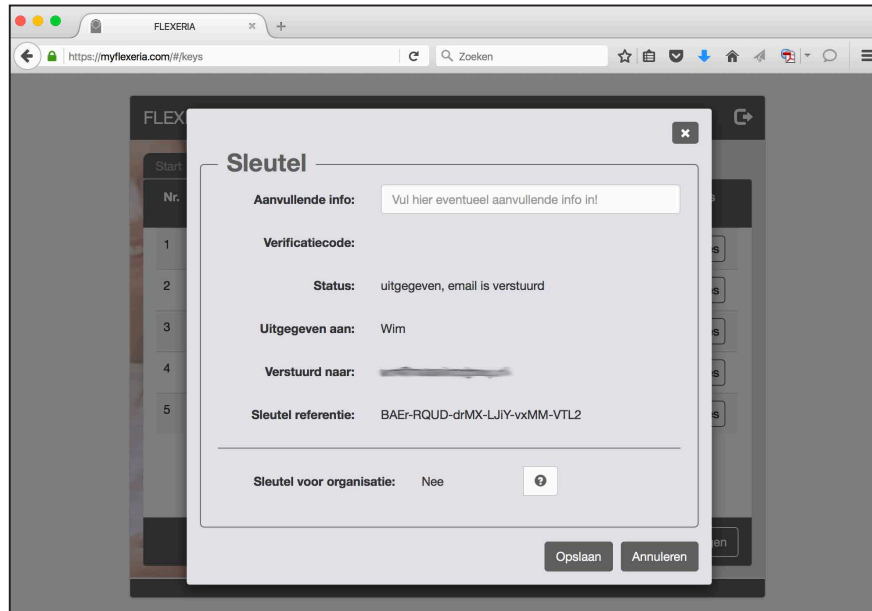 FLEXERIA
https://myflexeria.com/#/keys
Zoeken
FLEX
Start
Nr.
s
Sleutel
Aanvullende info: Vul hier eventueel aanvullende info in!
Verificatiecode:
Status: uitgegeven, email is verstuurd
Uitgegeven aan: Wim
Verstuurd naar:
Sleutel referentie: BAEr-RQUD-drMX-LJiY-vxMM-VTL2
Sleutel voor organisatie: Nee
Opslaan Annuleren
1 s
2 s
3 s
4 s
5 s
en